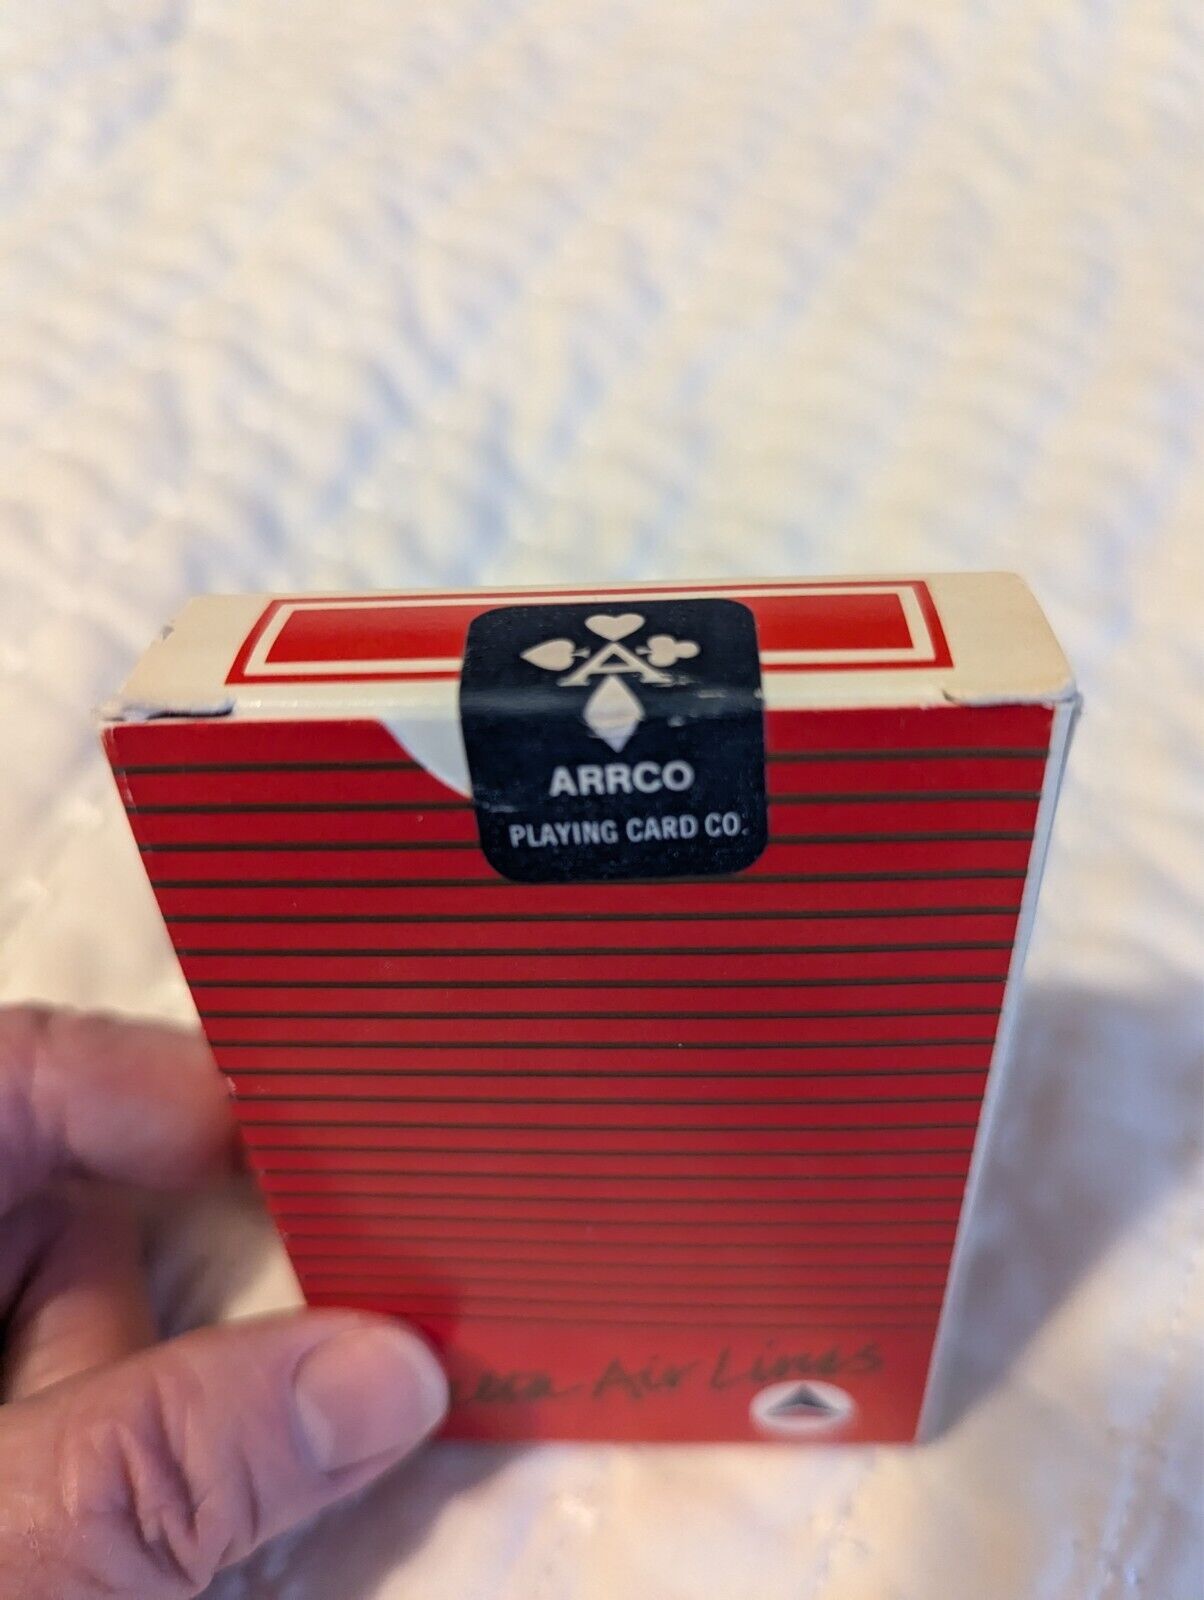 A
ARRCO
PLAYING CARD CO.
Air Lines